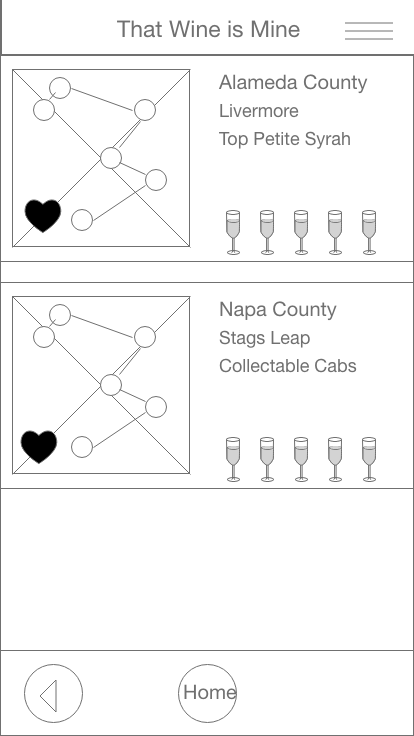 That Wine is Mine
Alameda County
Livermore
Top Petite Syrah
Napa County
Stags Leap
Collectable Cabs
Home